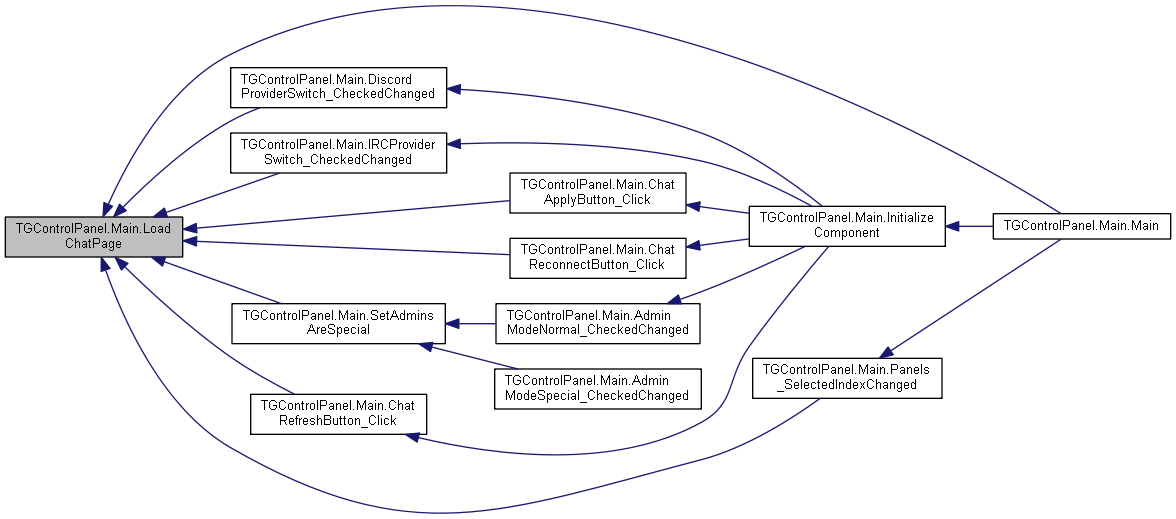 TGControlPanel.Main.Load
ChatPage
TGControlPanel.Main.Discord
ProviderSwitch_CheckedChanged
TGControlPanel.Main.IRCProvider
Switch_CheckedChanged
TGControlPanel.Main.Chat
ApplyButton_Click
TGControlPanel.Main.Chat
ReconnectButton_Click
TGControlPanel.Main.SetAdmins
AreSpecial
TGControlPanel.Main.Admin
ModeNormal_CheckedChanged
TGControlPanel.Main.Admin
ModeSpecial_CheckedChanged
TGControlPanel.Main.Chat
RefreshButton_Click
TGControlPanel.Main.Initialize
Component
TGControlPanel.Main.Panels
_SelectedIndexChanged
TGControlPanel.Main.Main